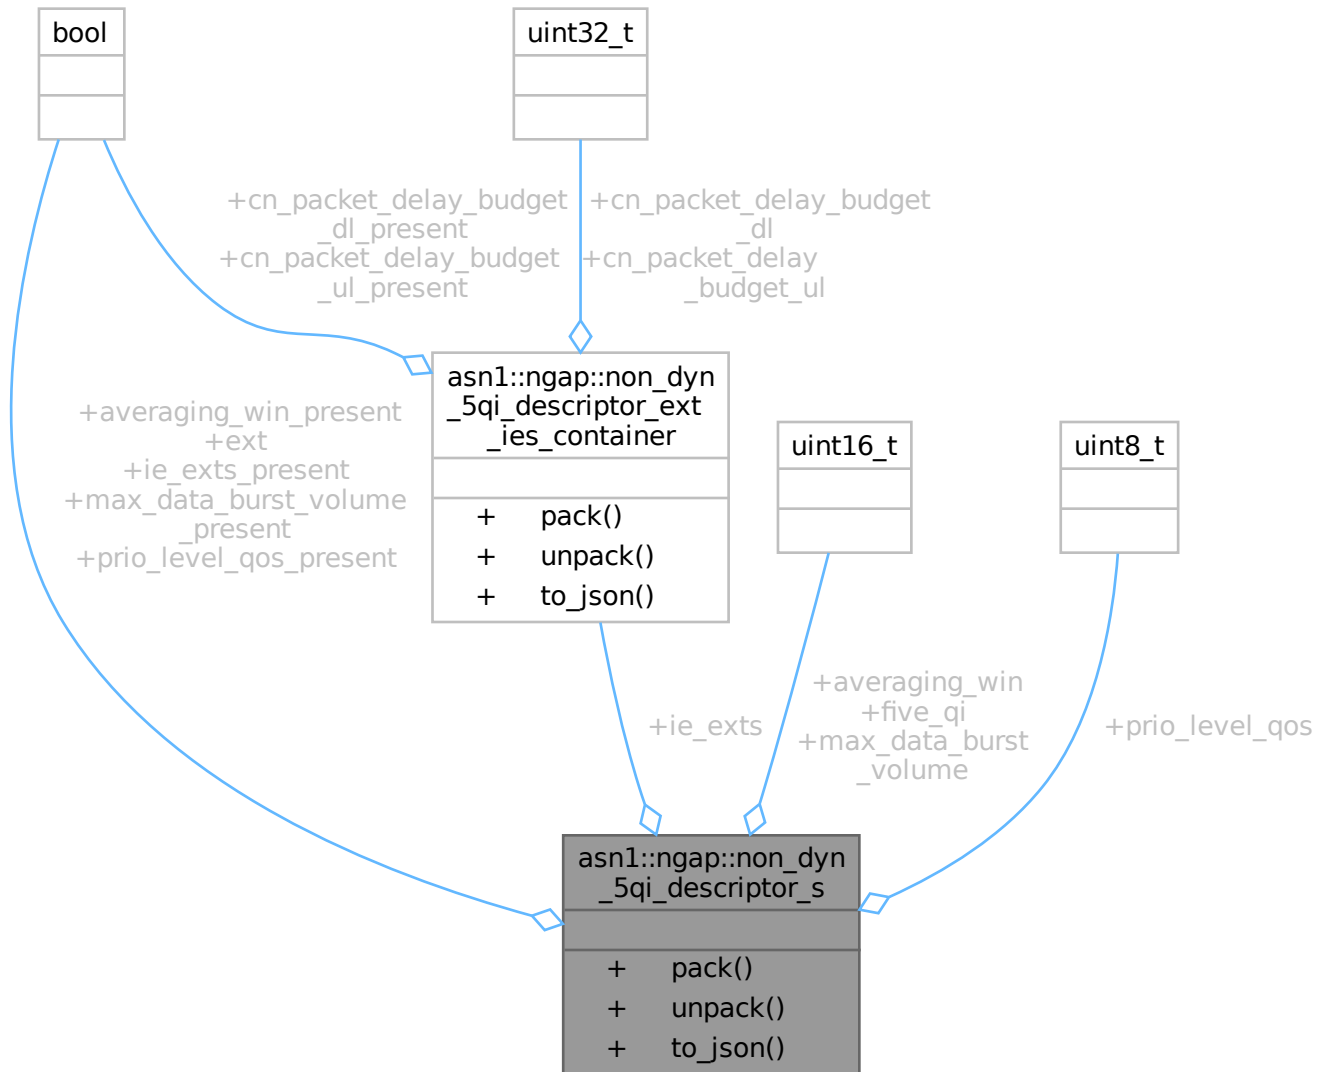 bool
uint32_t
+cn_packet_delay_budget
_dl_present
+cn_packet_delay_budget
_ul_present
+cn_packet_delay_budget
_dl
+cn_packet_delay
_budget_ul
asn1::ngap::non_dyn
_5qi_descriptor_ext
_ies_container
+ pack()
+ unpack()
+ to_json()
+averaging_win_present
+ext
+ie_exts_present
+max_data_burst_volume
_present
+prio_level_qos_present
uint16_t
uint8_t
+ie_exts
+averaging_win
+five_qi
+max_data_burst
_volume
+prio_level_qos
asn1::ngap::non_dyn
_5qi_descriptor_s
+ pack()
+ unpack()
+ to_json()